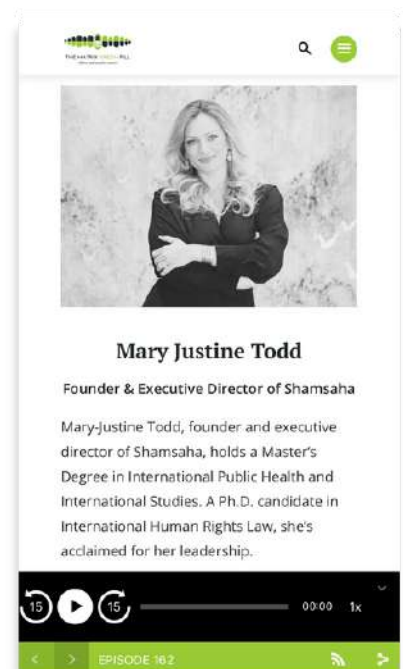 Mary Justine Todd
Founder & Executive Director of Shamsaha
Mary-Justine Todd, founder and executive
director of Shamsaha, holds a Master's
Degree in International Public Health and
International Studies. A Ph.D. candidate in
International Human Rights Law, she's
acclaimed for her leadership.
15 15 00:00 1x
EPISODE 162